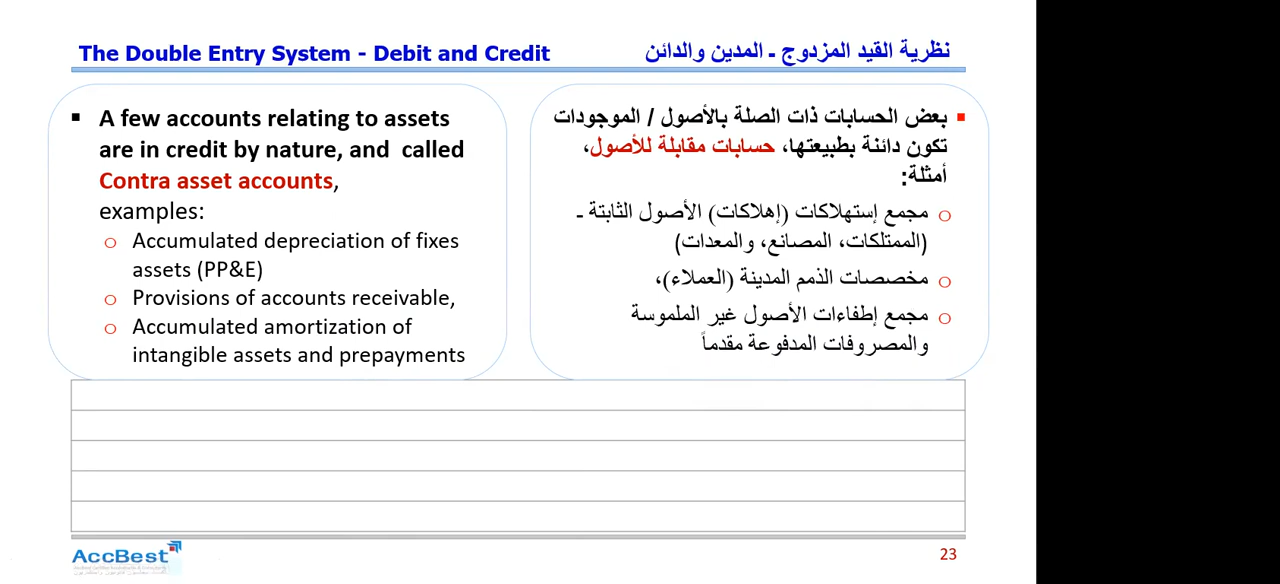 The Double Entry System - Debit and Credit
نظرية القيد المزدوج - المدين والدائن
▪ A few accounts relating to assets
are in credit by nature, and called
Contra asset accounts,
examples:
o Accumulated depreciation of fixes
assets (PP&E)
o Provisions of accounts receivable,
o Accumulated amortization of
intangible assets and prepayments
▪ بعض الحسابات ذات الصلة بالأصول / الموجودات
تكون دائنة بطبيعتها، حسابات مقابلة للأصول،
أمثلة:
o مجمع إستهلاكات (إهلاكات) الأصول الثابتة -
(الممتلكات، المصانع، والمعدات)
o مخصصات الذمم المدينة (العملاء)،
o مجمع إطفاءات الأصول غير الملموسة
والمصروفات المدفوعة مقدماً
AccBest
23